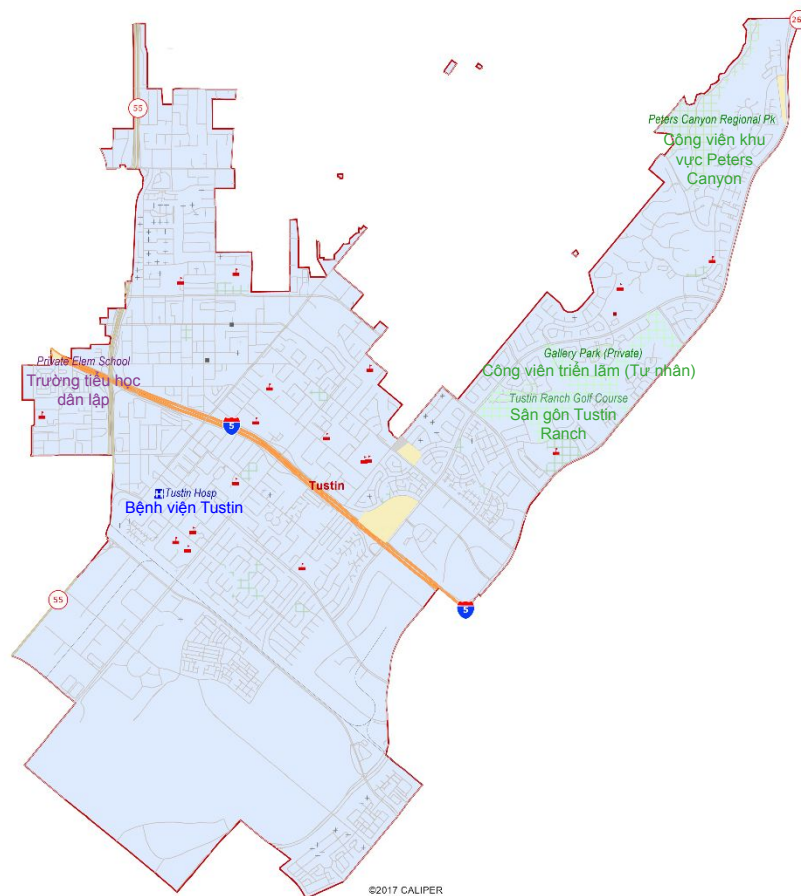 26
55
Peters Canyon Regional Pk
Công viên khu
vực Peters
Canyon
Private Elem School
Trường tiểu học
dân lập
Gallery Park (Private)
Công viên triển lãm (Tư nhân)
Tustin Ranch Golf Course
Sân gôn Tustin
Ranch
5
Tustin
H Tustin Hosp
Bệnh viện Tustin
55
5
©2017 CALIPER